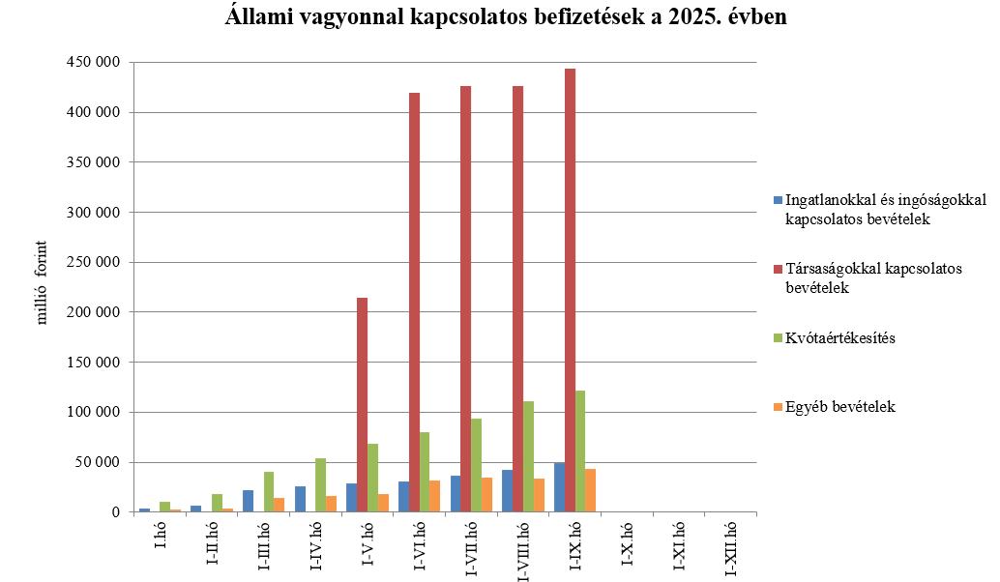 Állami vagyonnal kapcsolatos befizetések a 2025. évben
450 000
400 000
350 000
300 000
250 000
200 000
150 000
100 000
50 000
0
millió forint
I.hó
I-II.hó
I-III.hó
I-IV.hó
I-V.hó
I-VI.hó
I-VII.hó
I-VIII.hó
I-IX.hó
I-X.hó
I-XI.hó
I-XII.hó
Ingatlanokkal és ingóságokkal
kapcsolatos bevételek
Társaságokkal kapcsolatos
bevételek
Kvótaértékesítés
Egyéb bevételek